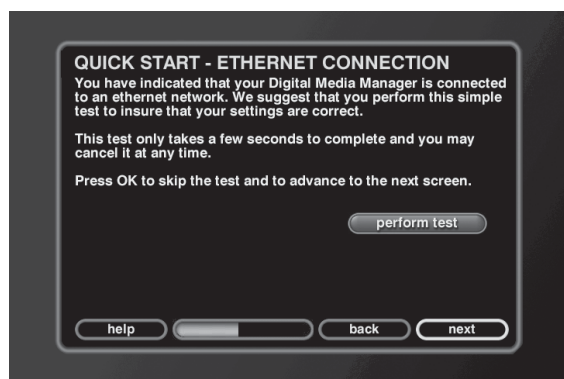 QUICK START - ETHERNET CONNECTION
You have indicated that your Digital Media Manager is connected
to an ethernet network. We suggest that you perform this simple
test to insure that your settings are correct.
This test only takes a few seconds to complete and you may
cancel it at any time.
Press OK to skip the test and to advance to the next screen.
perform test
help
back
next